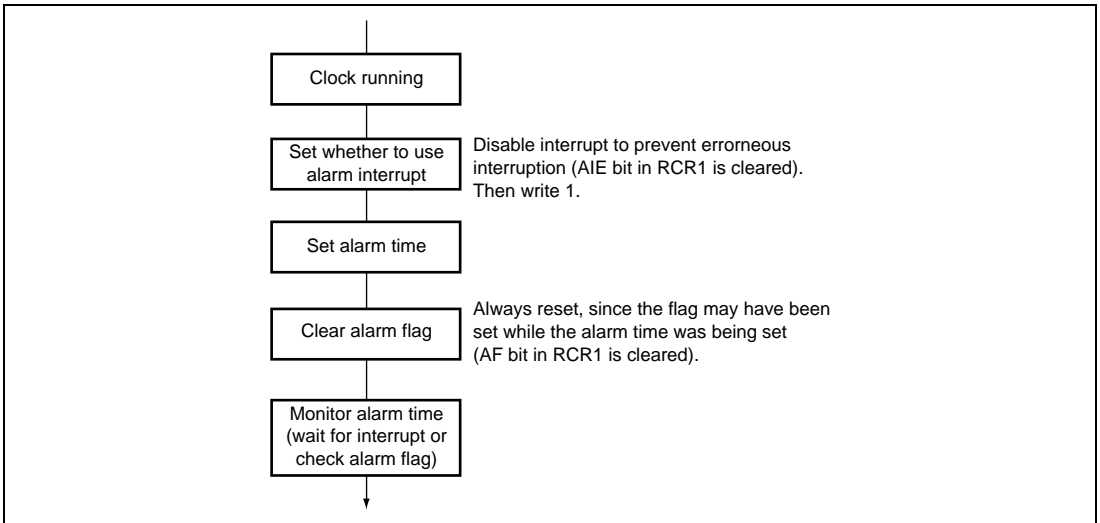 Clock running
Set whether to use
alarm interrupt
Disable interrupt to prevent errorneous
interruption (AIE bit in RCR1 is cleared).
Then write 1.
Set alarm time
Clear alarm flag
Always reset, since the flag may have been
set while the alarm time was being set
(AF bit in RCR1 is cleared).
Monitor alarm time
(wait for interrupt or
check alarm flag)